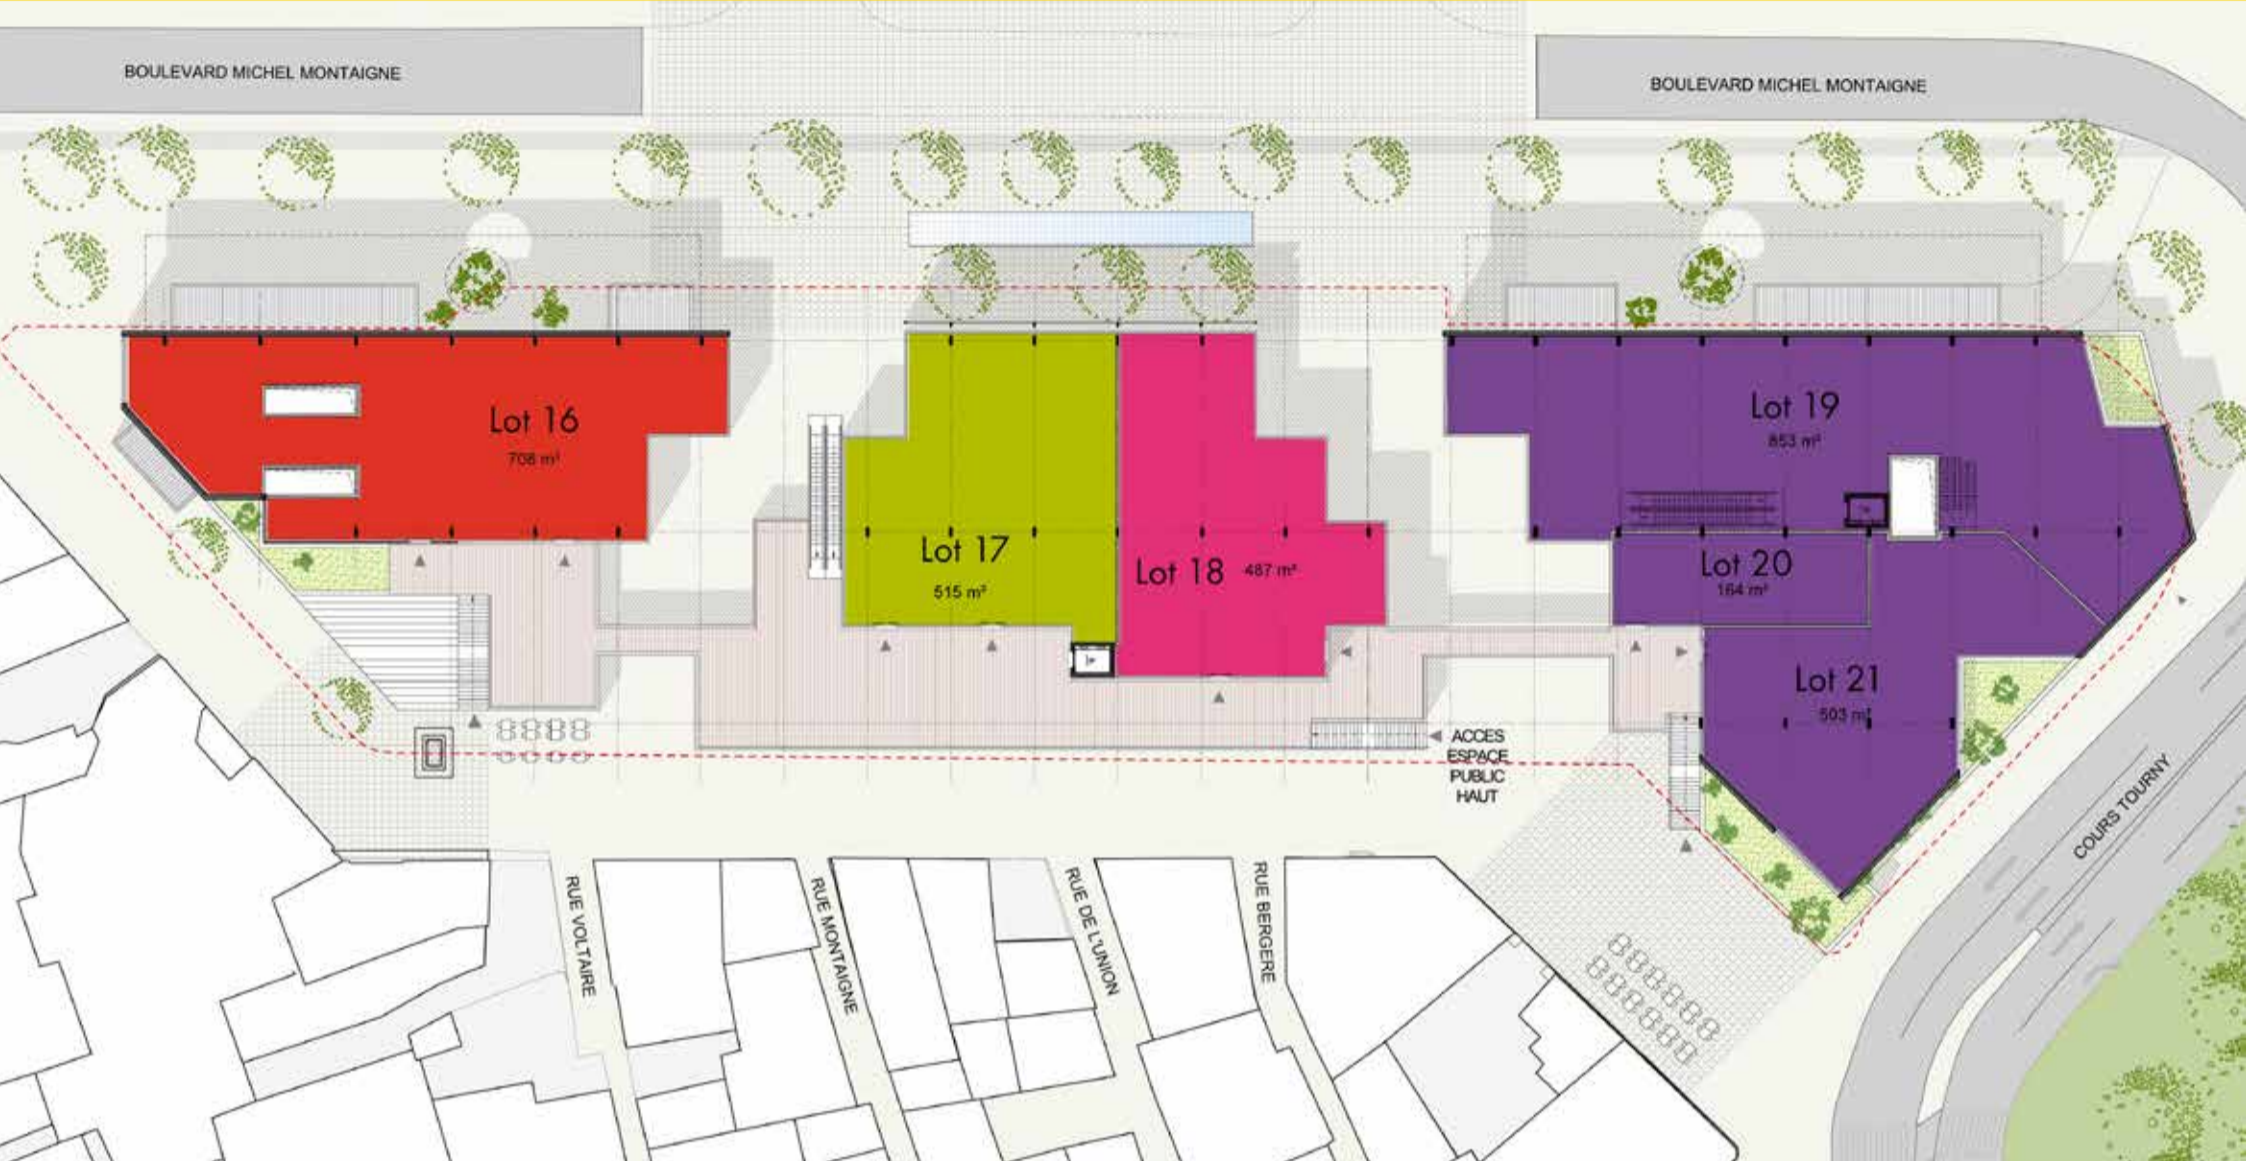 BOULEVARD MICHEL MONTAIGNE
BOULEVARD MICHEL MONTAIGNE
Lot 16
708 m²
Lot 17
515 m²
Lot 18 487 m²
Lot 19
853 m²
Lot 20
164 m²
Lot 21
503 m²
ACCES
ESPACE
PUBLIC
HAUT
COURS TOURNY
RUE VOLTAIRE
RUE MONTAIGNE
RUE DE L'UNION
RUE BERGERE